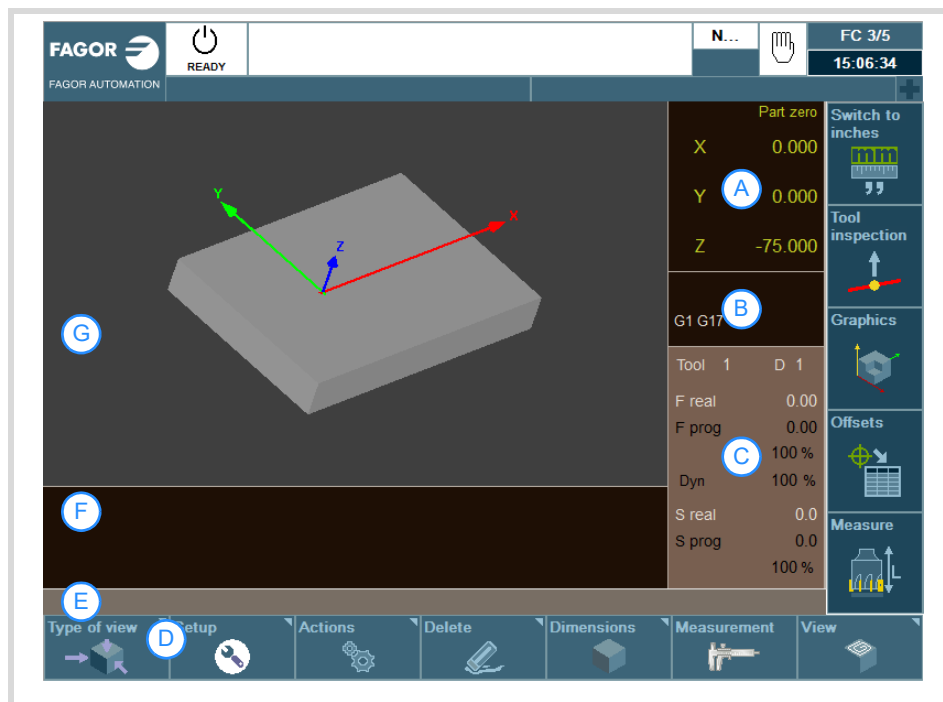 FAGOR
FAGOR AUTOMATION
READY
N...
FC 3/5
15:06:34
Part zero
X 0.000
Y 0.000
Z -75.000
A
G1 G17
B
Tool 1 D 1
F real 0.00
F prog 0.00
100 %
Dyn 100 %
S real 0.0
S prog 0.0
100 %
C
Switch to
inches
Tool
inspection
Graphics
Offsets
Measure
L
Y
X
Z
G
F
E
Type of view
D
Setup
Actions
Delete
Dimensions
Measurement
View